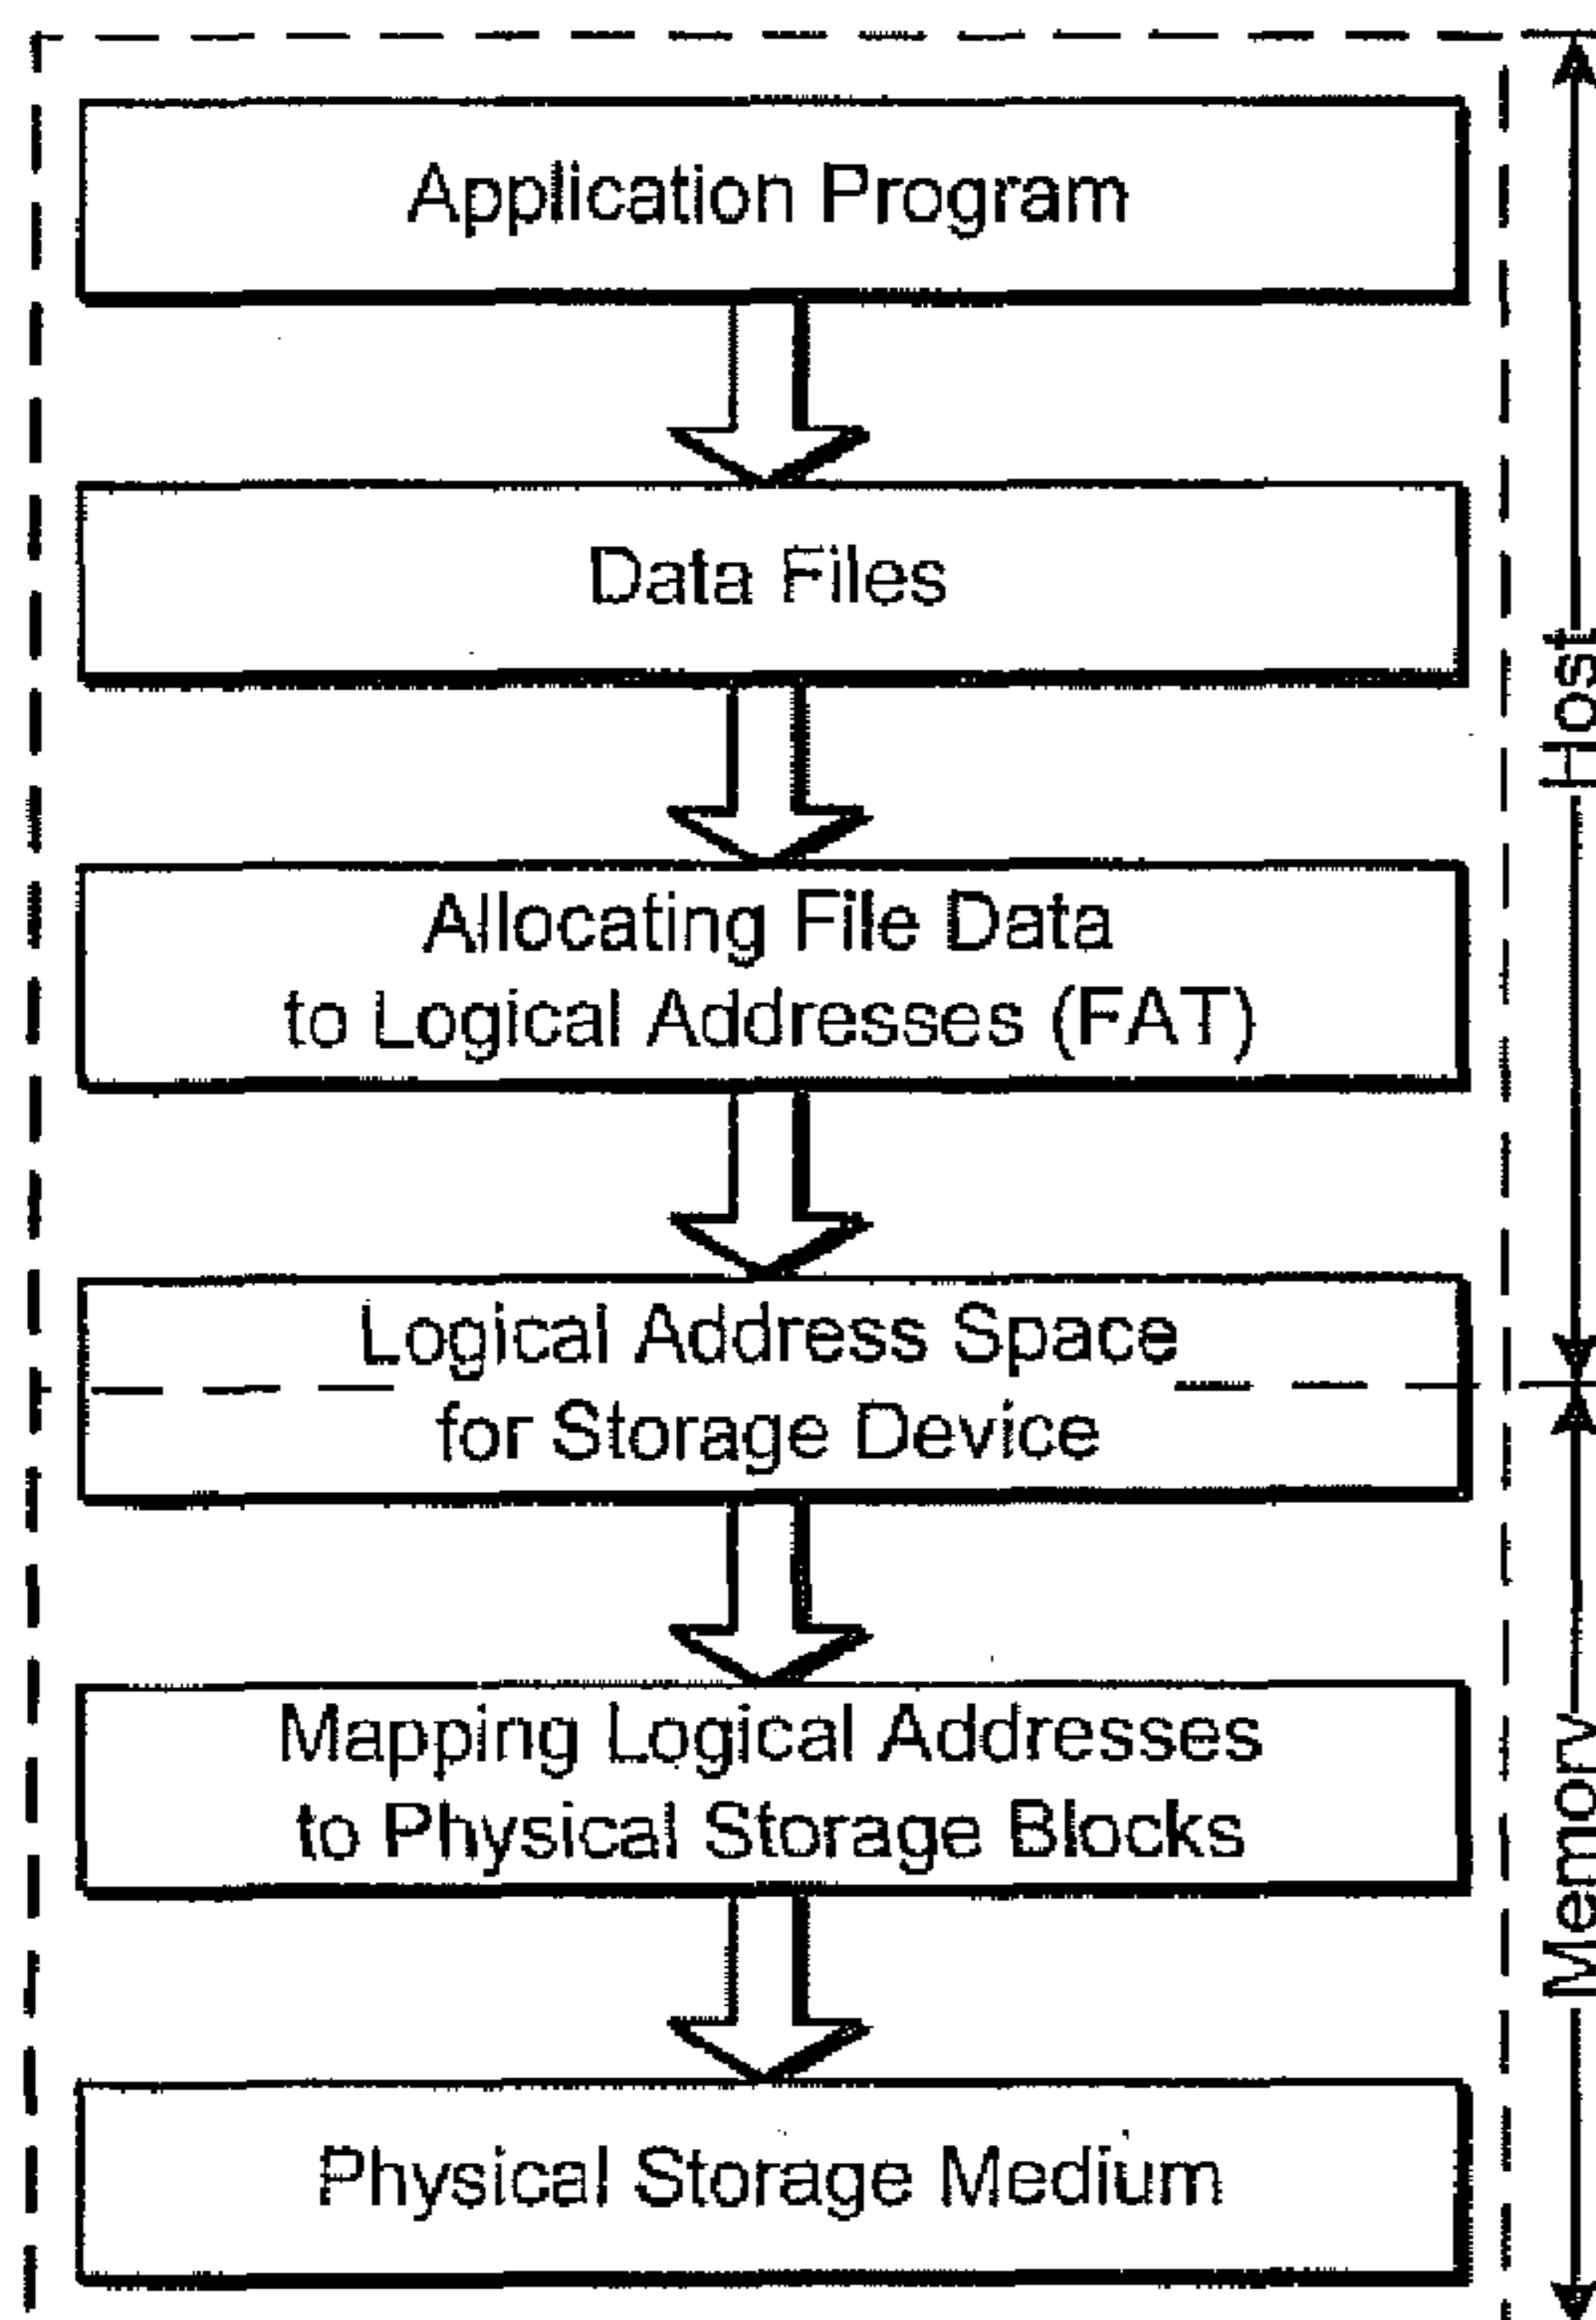 Application Program
Data Files
Allocating File Data
to Logical Addresses (FAT)
Logical Address Space
for Storage Device
Mapping Logical Addresses
to Physical Storage Blocks
Physical Storage Medium
Host
Memory